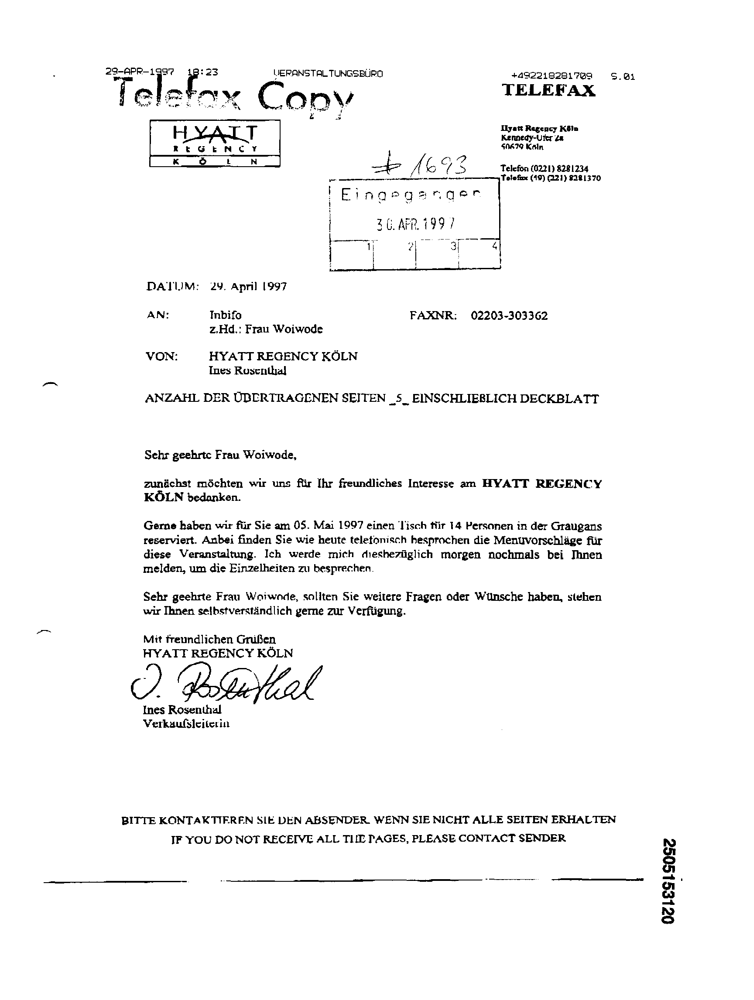 29-APR-1997 18:23 VERANSTALTUNGSBÜRO +492218281709 S.01
Telefax Copy
TELEFAX
HYATT
REGENCY
KÖLN
Hyatt Regency Köln
Kennedy-Ufer 2a
50679 Köln
Telefon (0221) 8281234
Telefax (49) (221) 8281370
# 1693
Eingegangen
30. APR. 1997
1 2 3 4
DATUM: 29. April 1997
AN: Inbifo FAXNR: 02203-303362
z.Hd.: Frau Woiwode
VON: HYATT REGENCY KÖLN
Ines Rosenthal
ANZAHL DER ÜBERTRAGENEN SEITEN _5_ EINSCHLIEßLICH DECKBLATT
Sehr geehrte Frau Woiwode,
zunächst möchten wir uns für Ihr freundliches Interesse am HYATT REGENCY
KÖLN bedanken.
Gerne haben wir für Sie am 05. Mai 1997 einen Tisch für 14 Personen in der Graugans
reserviert. Anbei finden Sie wie heute telefonisch besprochen die Menuvorschläge für
diese Veranstaltung. Ich werde mich diesbezüglich morgen nochmals bei Ihnen
melden, um die Einzelheiten zu besprechen.
Sehr geehrte Frau Woiwode, sollten Sie weitere Fragen oder Wünsche haben, stehen
wir Ihnen selbstverständlich gerne zur Verfügung.
Mit freundlichen Grüßen
HYATT REGENCY KÖLN
I. Rosenthal
Ines Rosenthal
Verkaufsleiterin
BITTE KONTAKTIEREN SIE DEN ABSENDER WENN SIE NICHT ALLE SEITEN ERHALTEN
IF YOU DO NOT RECEIVE ALL THE PAGES, PLEASE CONTACT SENDER
2505153120